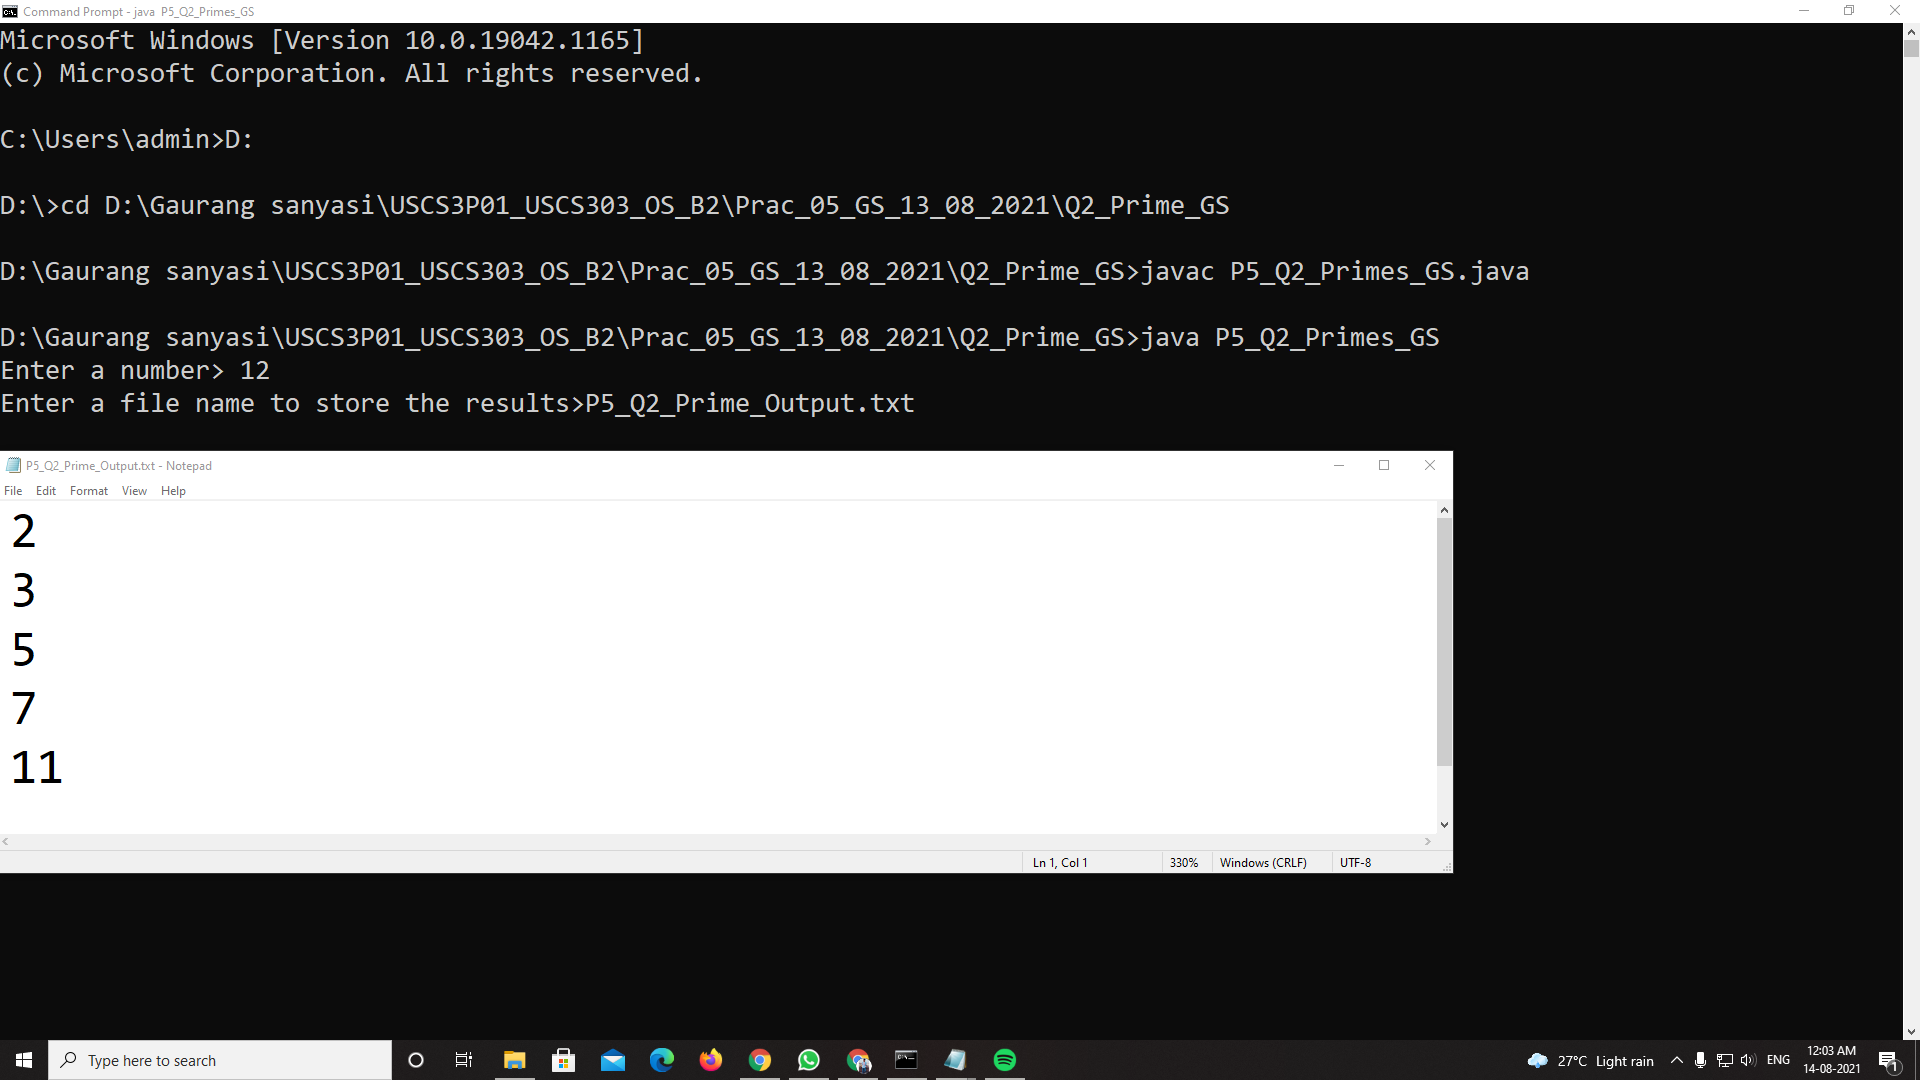 Command Prompt - java  P5_Q2_Primes_GS
Microsoft Windows [Version 10.0.19042.1165]
(c) Microsoft Corporation. All rights reserved.
C:\Users\admin>D:
D:\>cd D:\Gaurang sanyasi\USCS3P01_USCS303_OS_B2\Prac_05_GS_13_08_2021\Q2_Prime_GS
D:\Gaurang sanyasi\USCS3P01_USCS303_OS_B2\Prac_05_GS_13_08_2021\Q2_Prime_GS>javac P5_Q2_Primes_GS.java
D:\Gaurang sanyasi\USCS3P01_USCS303_OS_B2\Prac_05_GS_13_08_2021\Q2_Prime_GS>java P5_Q2_Primes_GS
Enter a number> 12
Enter a file name to store the results>P5_Q2_Prime_Output.txt
P5_Q2_Prime_Output.txt - Notepad
File Edit Format View Help
2
3
5
7
11
Ln 1, Col 1 330% Windows (CRLF) UTF-8
Type here to search
27°C Light rain ENG
12:03 AM
14-08-2021
1